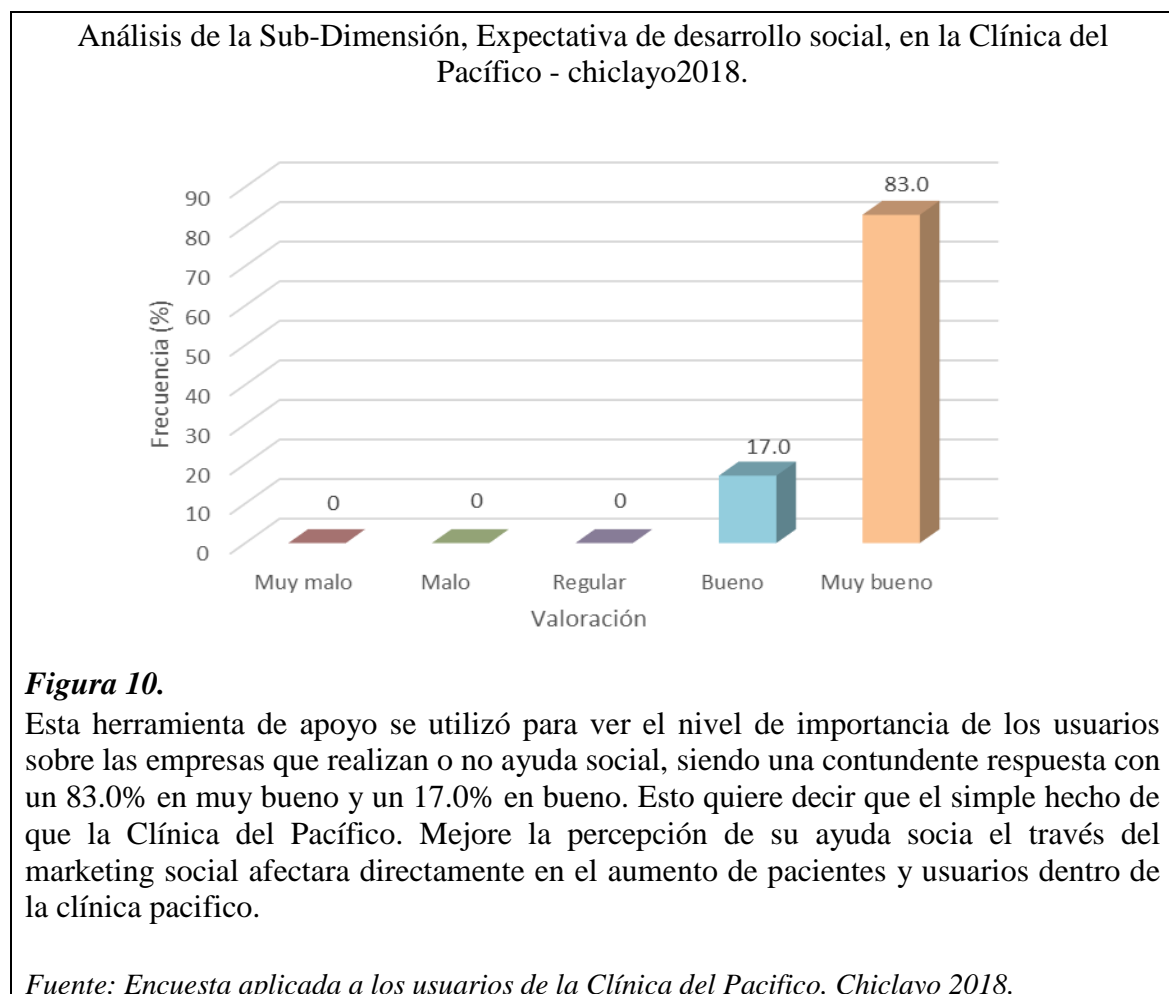 Análisis de la Sub-Dimensión, Expectativa de desarrollo social, en la Clínica del
Pacífico - chiclayo2018.
83.0
90
80
70
60
50
40
30
20
10
0
Frecuencia (%)
17.0
0
0
0
Muy malo
Malo
Regular
Bueno
Muy bueno
Valoración
Figura 10.
Esta herramienta de apoyo se utilizó para ver el nivel de importancia de los usuarios
sobre las empresas que realizan o no ayuda social, siendo una contundente respuesta con
un 83.0% en muy bueno y un 17.0% en bueno. Esto quiere decir que el simple hecho de
que la Clínica del Pacífico. Mejore la percepción de su ayuda socia el través del
marketing social afectara directamente en el aumento de pacientes y usuarios dentro de
la clínica pacifico.
Fuente: Encuesta aplicada a los usuarios de la Clínica del Pacifico. Chiclayo 2018.